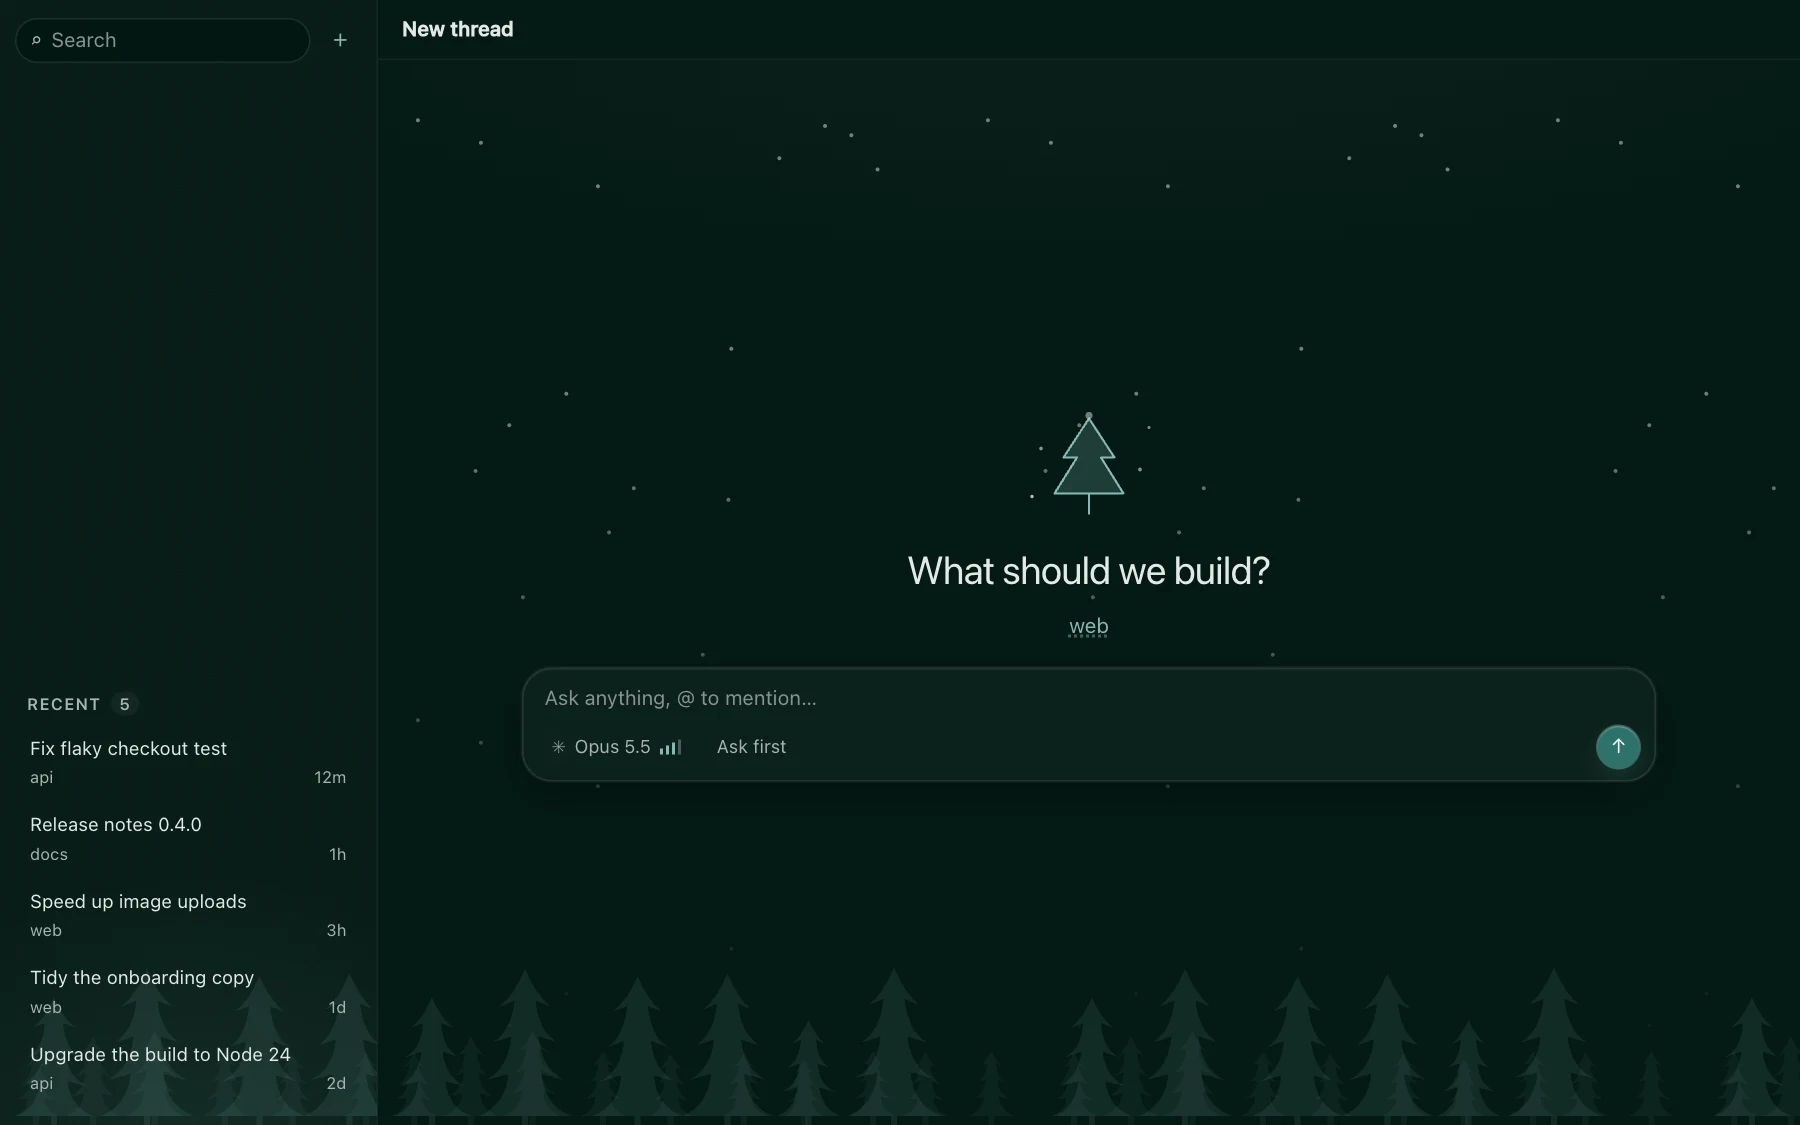 Search
+
New thread
What should we build?
web
Ask anything, @ to mention...
Opus 5.5
Ask first
RECENT 5
Fix flaky checkout test
api 12m
Release notes 0.4.0
docs 1h
Speed up image uploads
web 3h
Tidy the onboarding copy
web 1d
Upgrade the build to Node 24
api 2d